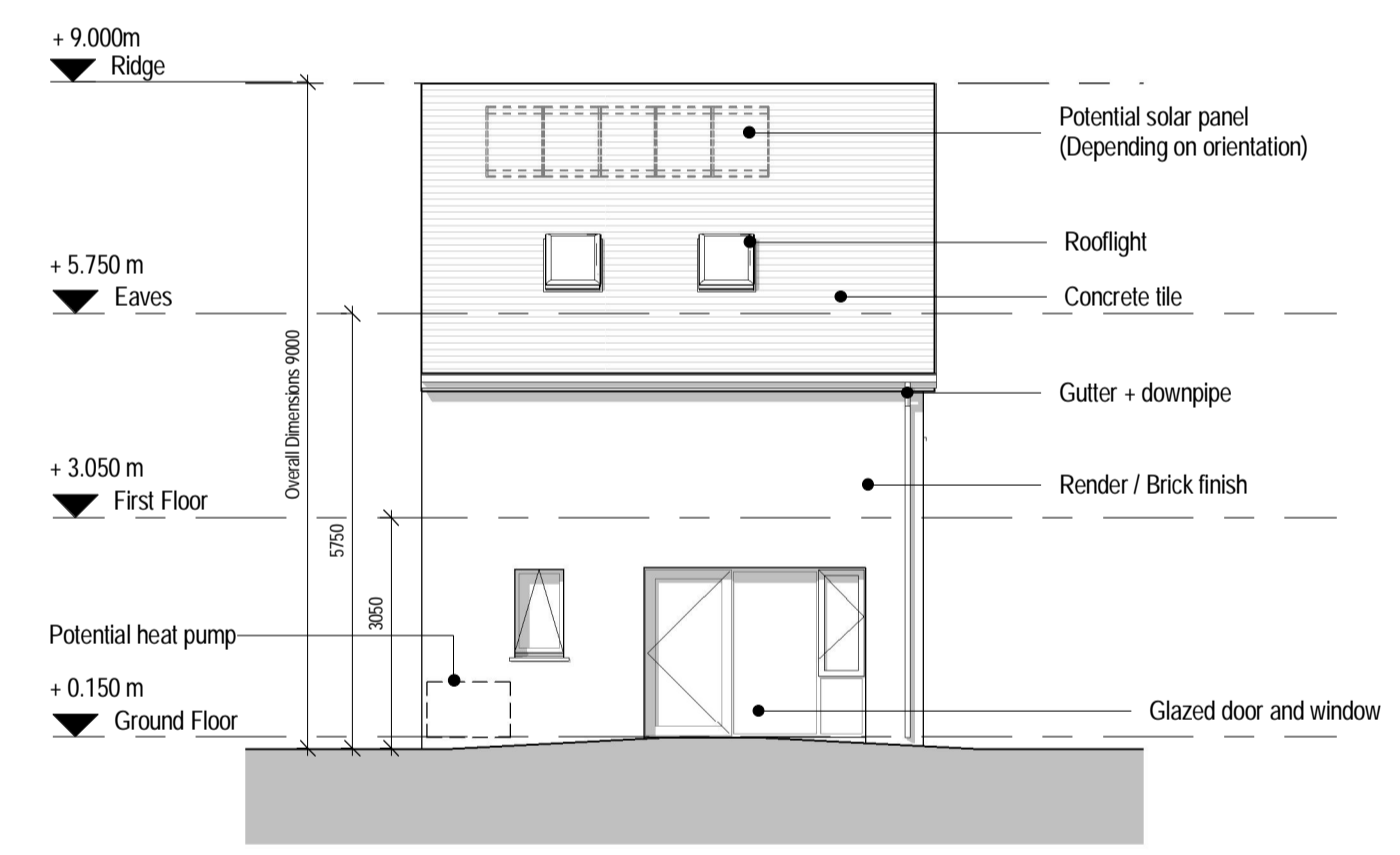 + 9.000m
Ridge
Potential solar panel
(Depending on orientation)
Rooflight
+ 5.750 m
Eaves
Concrete tile
Overall Dimensions 9000
Gutter + downpipe
+ 3.050 m
First Floor
Render / Brick finish
5750
3050
Potential heat pump
+ 0.150 m
Ground Floor
Glazed door and window